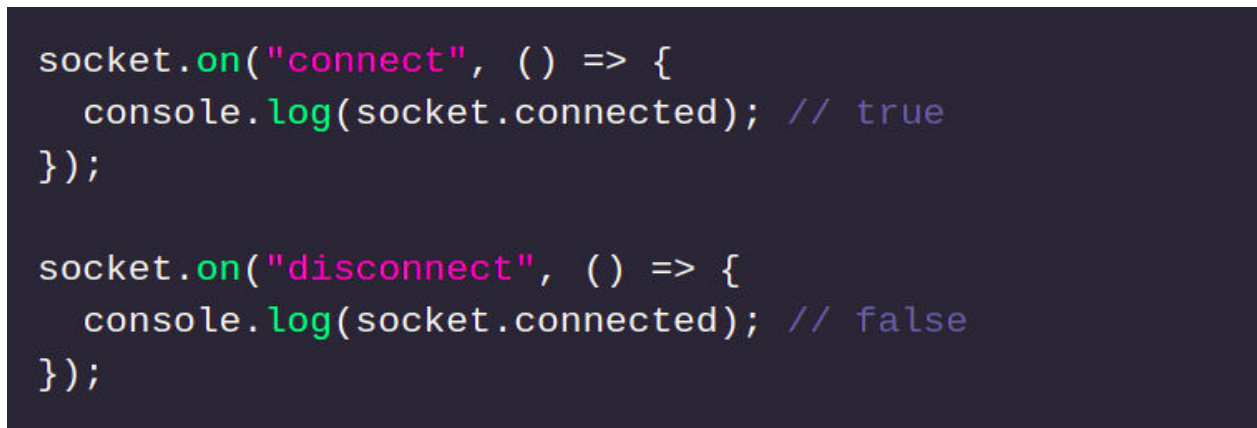 socket.on("connect", () => {
  console.log(socket.connected); // true
});

socket.on("disconnect", () => {
  console.log(socket.connected); // false
});